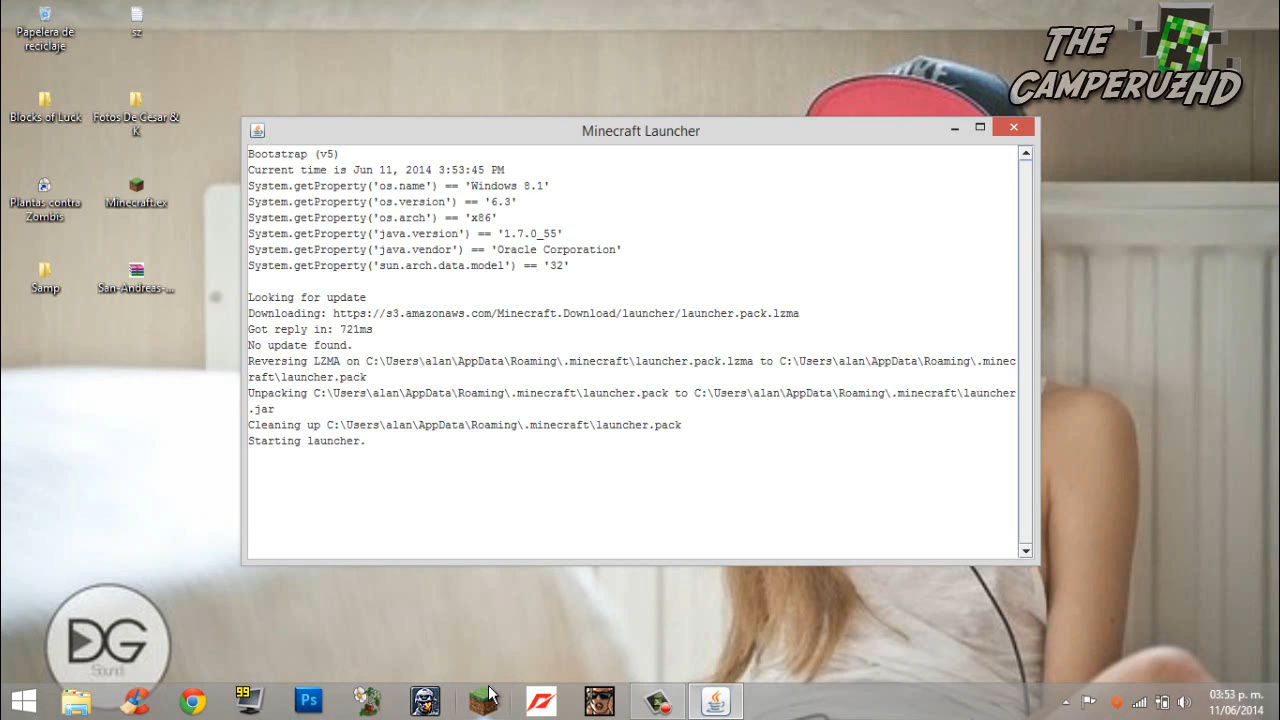 Papelera de
reciclaje
sz
Blocks of Luck
Fotos De Cesar &
K
Plantas contra
Zombis
Minecraft.ex
Samp
San-Andreas-...
THE
CAMPERUZHD
Minecraft Launcher
Bootstrap (v5)
Current time is Jun 11, 2014 3:53:45 PM
System.getProperty('os.name') == 'Windows 8.1'
System.getProperty('os.version') == '6.3'
System.getProperty('os.arch') == 'x86'
System.getProperty('java.version') == '1.7.0_55'
System.getProperty('java.vendor') == 'Oracle Corporation'
System.getProperty('sun.arch.data.model') == '32'
Looking for update
Downloading: https://s3.amazonaws.com/Minecraft.Download/launcher/launcher.pack.lzma
Got reply in: 721ms
No update found.
Reversing LZMA on C:\Users\alan\AppData\Roaming\.minecraft\launcher.pack.lzma to C:\Users\alan\AppData\Roaming\.minec
raft\launcher.pack
Unpacking C:\Users\alan\AppData\Roaming\.minecraft\launcher.pack to C:\Users\alan\AppData\Roaming\.minecraft\launcher
.jar
Cleaning up C:\Users\alan\AppData\Roaming\.minecraft\launcher.pack
Starting launcher.
DG
Sound
99
Ps
03:53 p. m.
11/06/2014